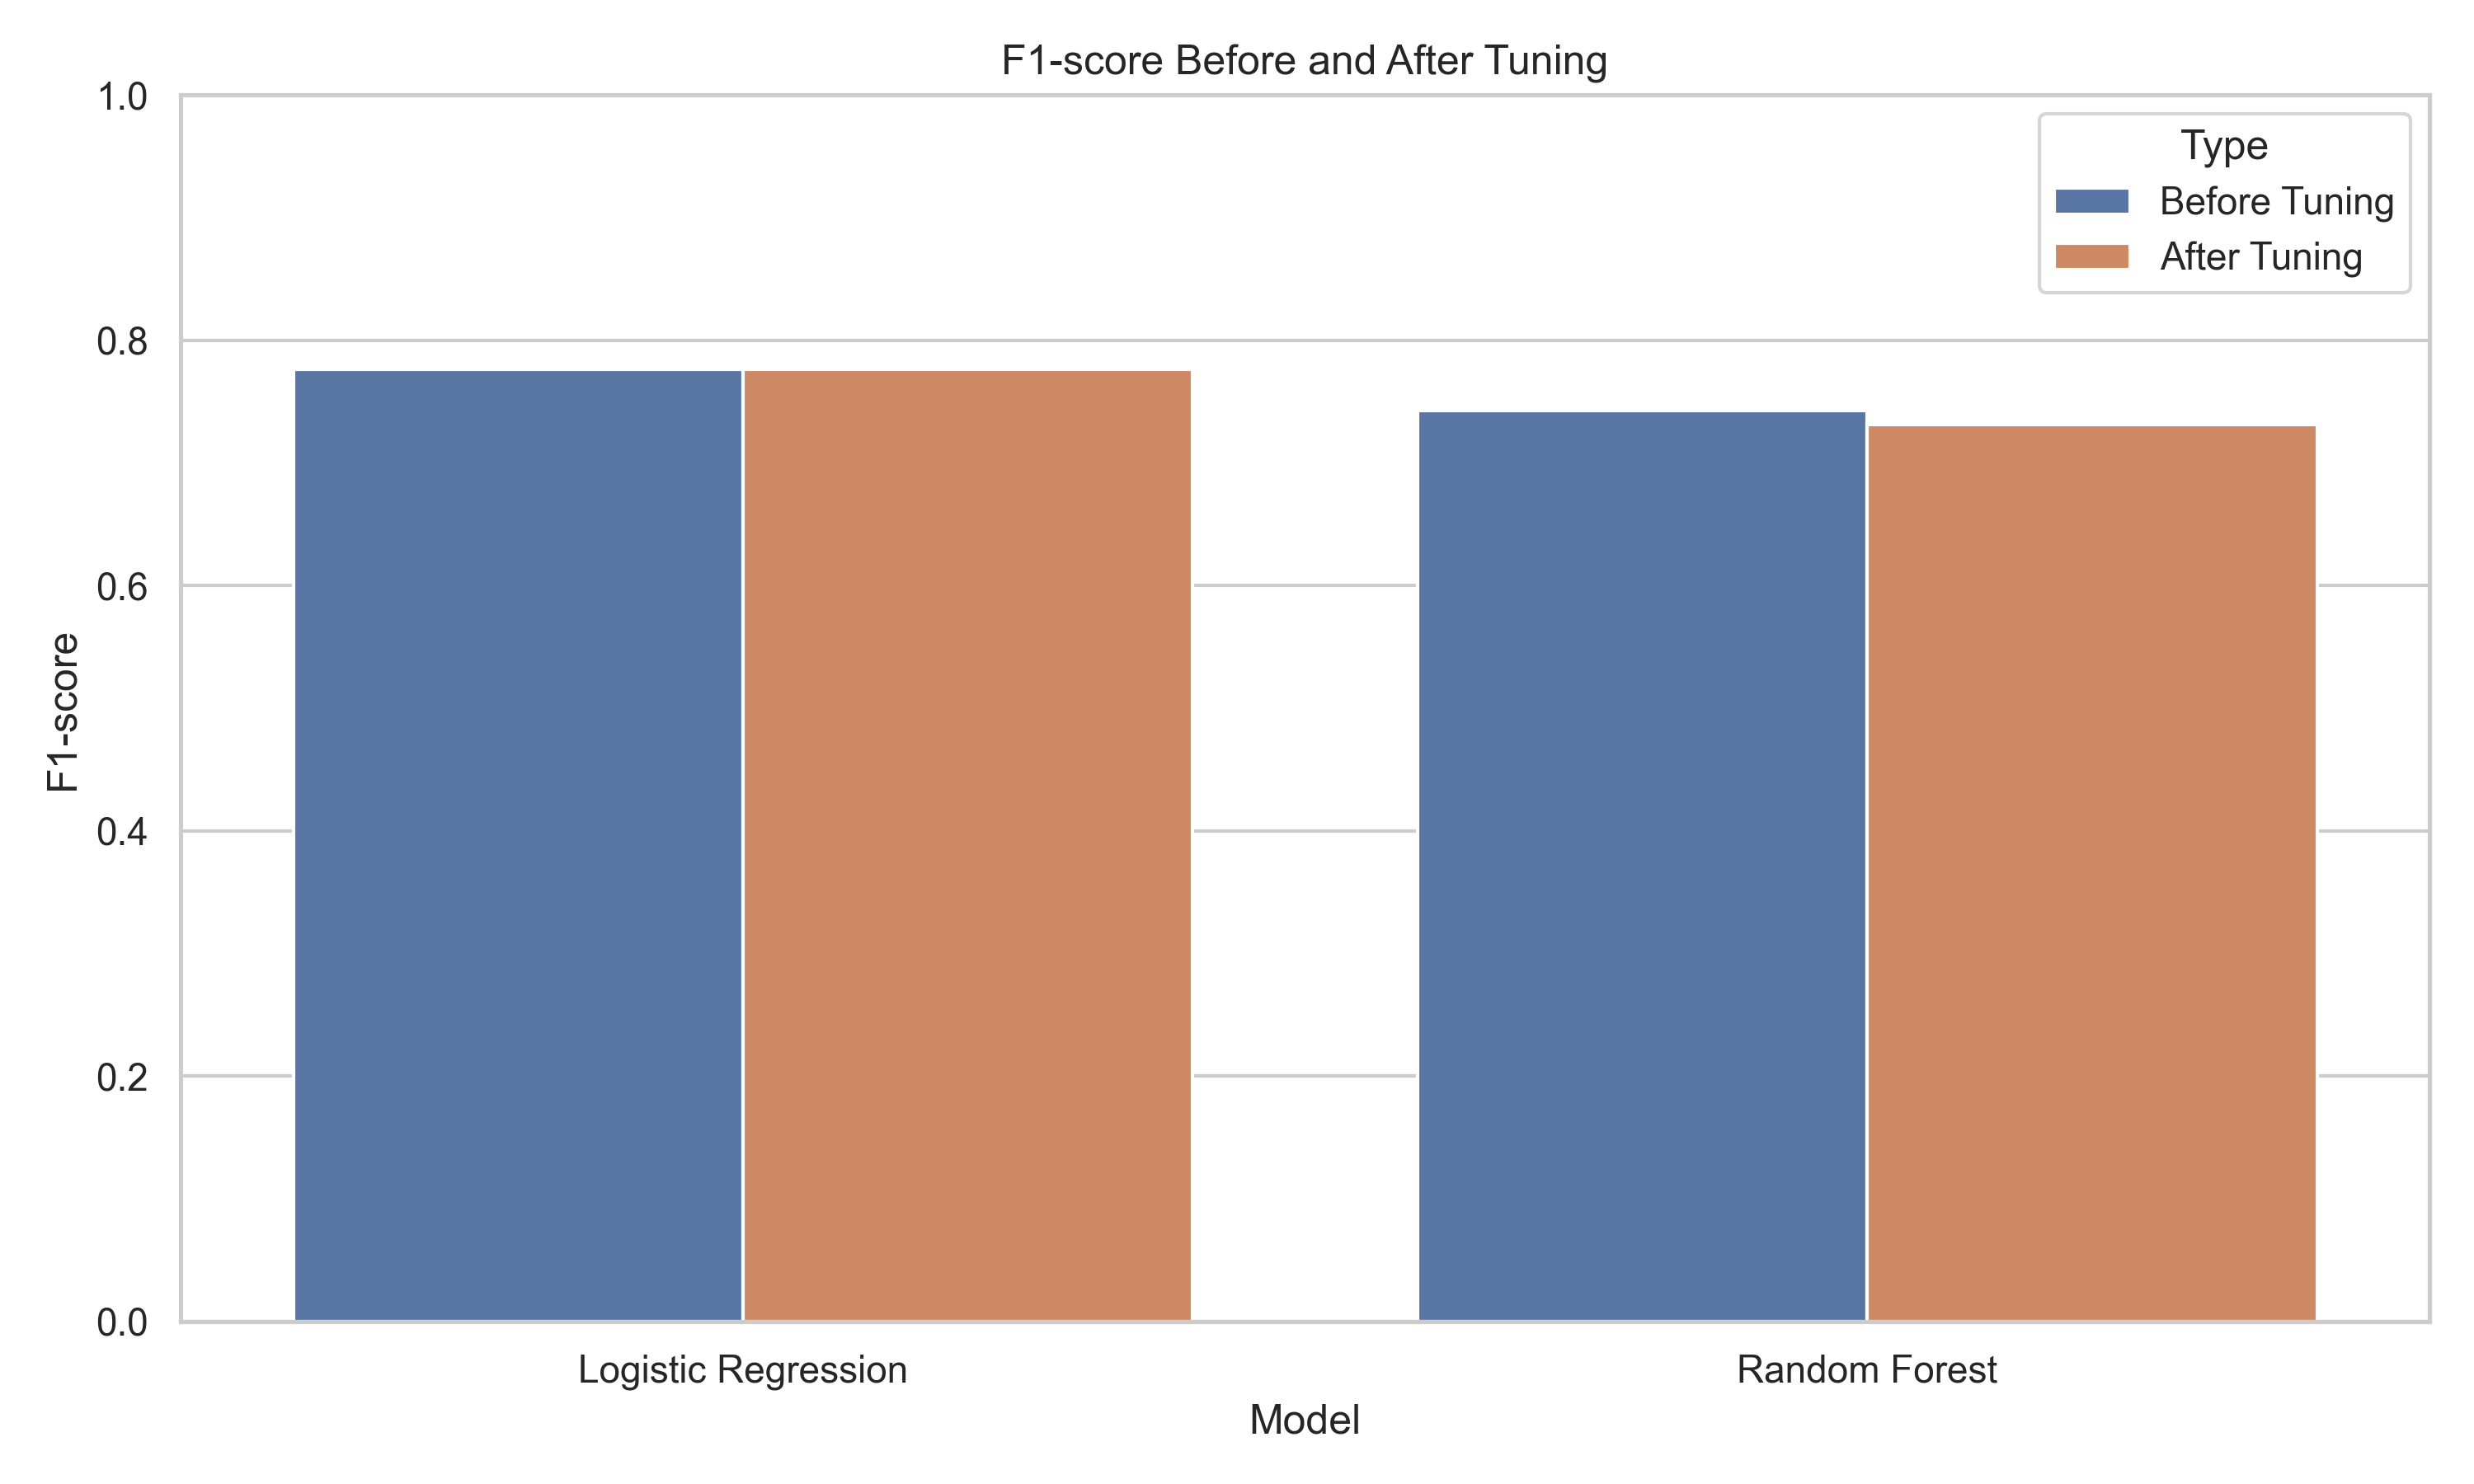 F1-score Before and After Tuning
1.0
0.8
0.6
0.4
0.2
0.0
F1-score
Type
Before Tuning
After Tuning
Logistic Regression
Random Forest
Model